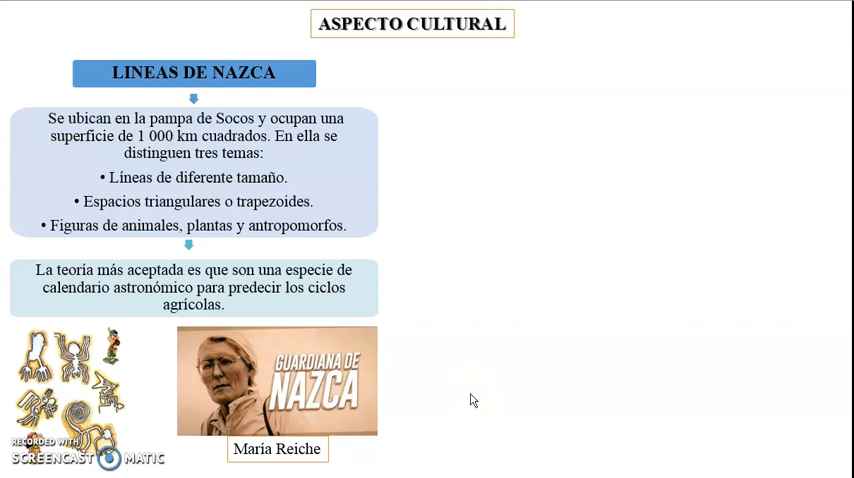 ASPECTO CULTURAL
LINEAS DE NAZCA
Se ubican en la pampa de Socos y ocupan una
superficie de 1 000 km cuadrados. En ella se
distinguen tres temas:
• Líneas de diferente tamaño.
• Espacios triangulares o trapezoides.
• Figuras de animales, plantas y antropomorfos.
La teoría más aceptada es que son una especie de
calendario astronómico para predecir los ciclos
agrícolas.
GUARDIANA DE
NAZCA
María Reiche
RECORDED WITH
SCREENCAST MATIC